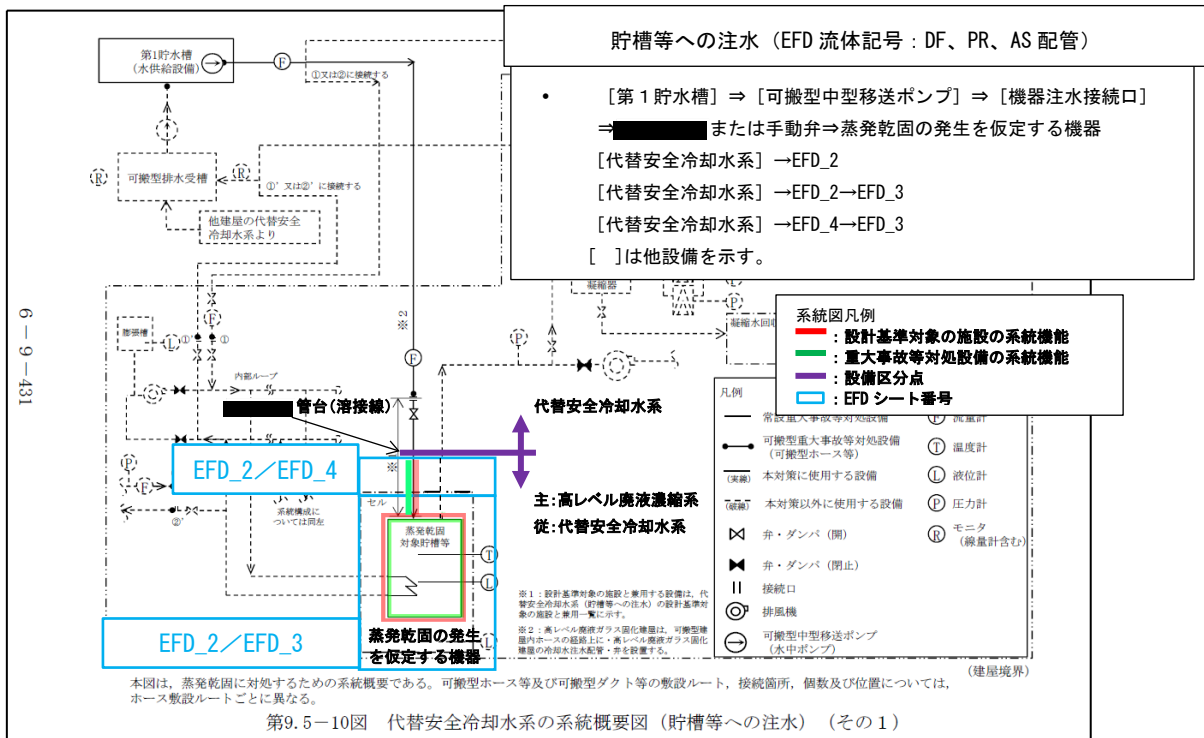 貯槽等への注水（EFD 流体記号：DF、PR、AS 配管）
• ［第１貯水槽］⇒［可搬型中型移送ポンプ］⇒［機器注水接続口］
⇒ または手動弁⇒蒸発乾固の発生を仮定する機器
［代替安全冷却水系］→EFD_2
［代替安全冷却水系］→EFD_2→EFD_3
［代替安全冷却水系］→EFD_4→EFD_3
［　］は他設備を示す。
第1貯水槽
（水供給設備）
F
①又は②に接続する
R
可搬型排水受槽
R
①’又は②’に接続する
他建屋の代替安全
冷却水系より
凝縮器
P
凝縮水回収
系統図凡例
：設計基準対象の施設の系統機能
：重大事故等対処設備の系統機能
：設備区分点
：EFD シート番号
6－9－431
膨張槽
L
①’
F
①
※2
F
P
内部ループ
管台(溶接線)
代替安全冷却水系
EFD_2／EFD_4
P
F
②’
系統構成に
ついては同左
セル
主：高レベル廃液濃縮系
従：代替安全冷却水系
蒸発乾固
対象貯槽等
T
L
EFD_2／EFD_3
蒸発乾固の発生
を仮定する機器
L
※1：設計基準対象の施設と兼用する設備は，代
替安全冷却水系（貯槽等への注水）の設計基準対
象の施設と兼用一覧に示す。
※2：高レベル廃液ガラス固化建屋は，可搬型建
屋内ホースの経路上に・高レベル廃液ガラス固化
建屋の冷却水注水配管・弁を設置する。
凡例
常設重大事故等対処設備
可搬型重大事故等対処設備
（可搬型ホース等）
（実線） 本対策に使用する設備
（破線） 本対策以外に使用する設備
弁・ダンパ（開）
弁・ダンパ（閉止）
接続口
排風機
可搬型中型移送ポンプ
（水中ポンプ）
F 流量計
T 温度計
L 液位計
P 圧力計
R モニタ
（線量計含む）
（建屋境界）
本図は，蒸発乾固に対処するための系統概要である。可搬型ホース等及び可搬型ダクト等の敷設ルート，接続箇所，個数及び位置については，
ホース敷設ルートごとに異なる。
第9.5－10図　代替安全冷却水系の系統概要図（貯槽等への注水）（その１）